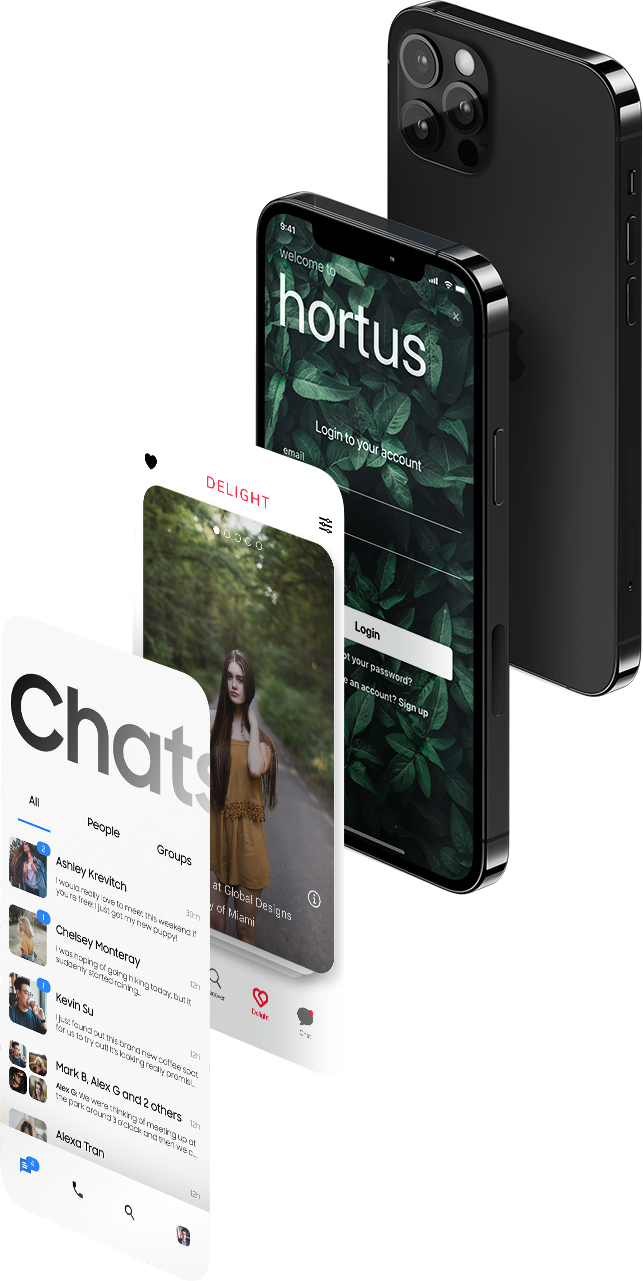 9:41
welcome to
hortus
Login to your account
email
Login
ot your password?
e an account? Sign up
DELIGHT
at Global Designs
y of Miami
Delight
Chat
Chats
All
People
Groups
2
Ashley Krevitch
I would really love to meet this weekend if
you're free! I just got my new puppy!
30m
1
Chelsey Monteray
I was hoping of going hiking today, but it
suddenly started raining...
12h
1
Kevin Su
I just found out this brand new coffee spot
for us to try out! It's looking really promisi...
12h
Mark B, Alex G and 2 others
Alex G: We were thinking of meeting up at
the park around 3 o'clock and then we c...
12h
Alexa Tran
12h
4